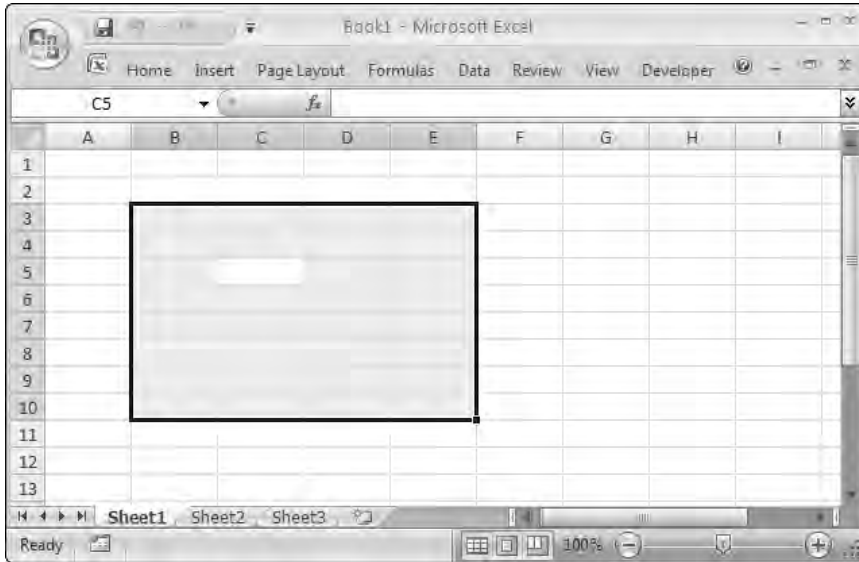 Book1 - Microsoft Excel
Home Insert Page Layout Formulas Data Review View Developer
C5 fx
A B C D E F G H I
1
2
3
4
5
6
7
8
9
10
11
12
13
Sheet1 Sheet2 Sheet3
Ready 100%